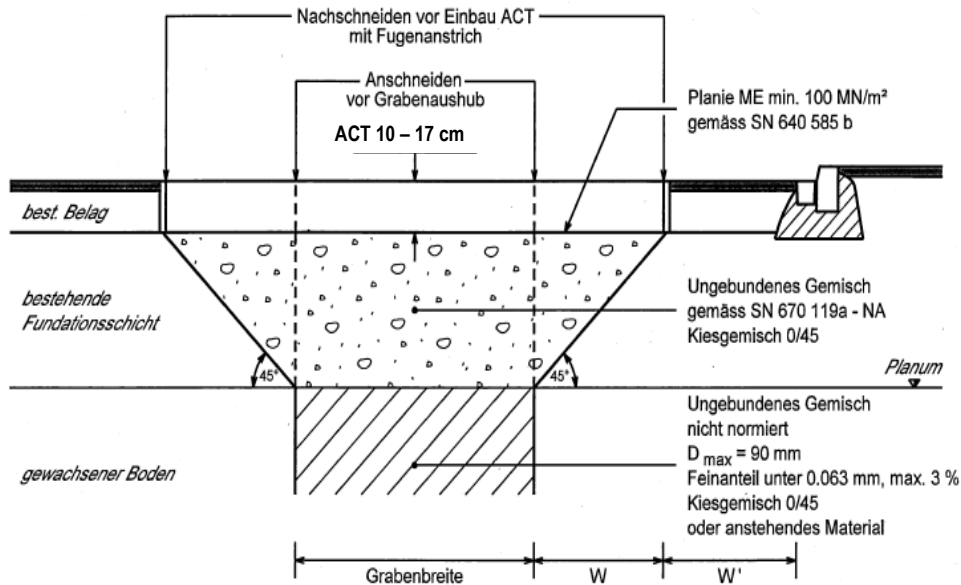 Nachschneiden vor Einbau ACT
mit Fugenanstrich
Anschneiden
vor Grabenaushub
ACT 10 – 17 cm
Planie ME min. 100 MN/m²
gemäss SN 640 585 b
best. Belag
bestehende
Fundationsschicht
Ungebundenes Gemisch
gemäss SN 670 119a - NA
Kiesgemisch 0/45
45°
45°
Planum
gewachsener Boden
Ungebundenes Gemisch
nicht normiert
D max = 90 mm
Feinanteil unter 0.063 mm, max. 3 %
Kiesgemisch 0/45
oder anstehendes Material
Grabenbreite
W
W'